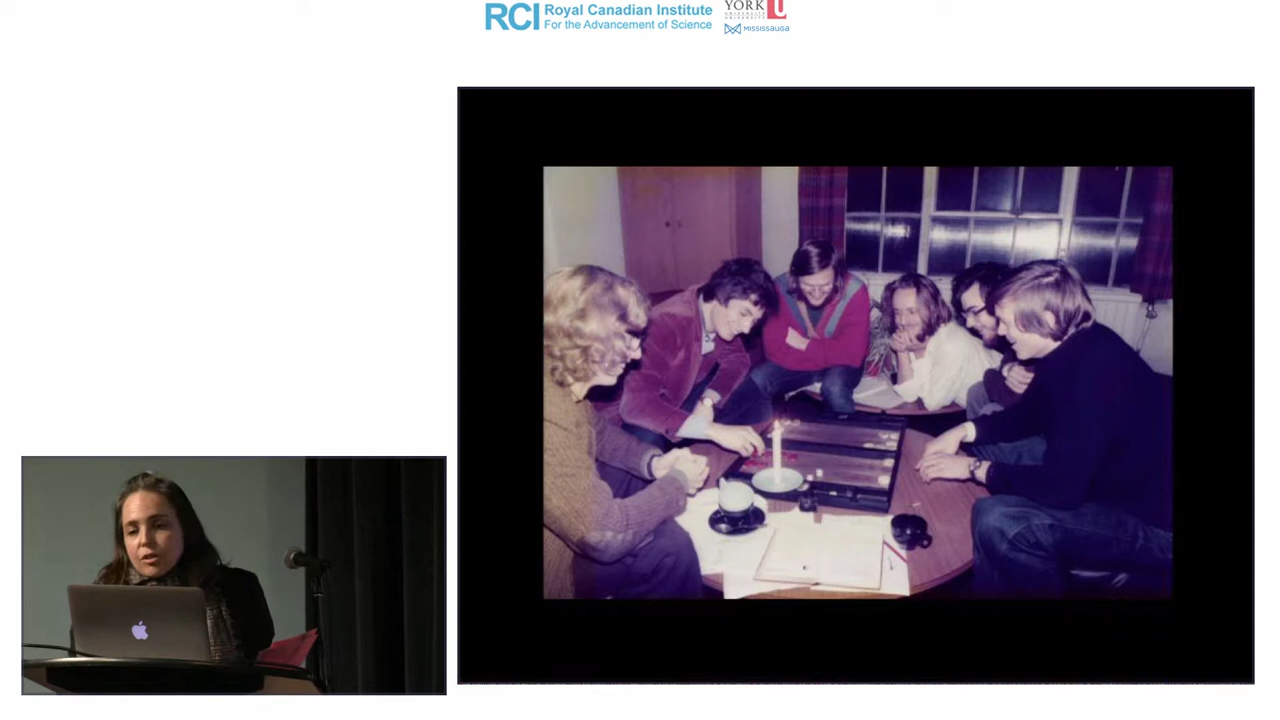 RCI Royal Canadian Institute
For the Advancement of Science
YORK U
MISSISSAUGA